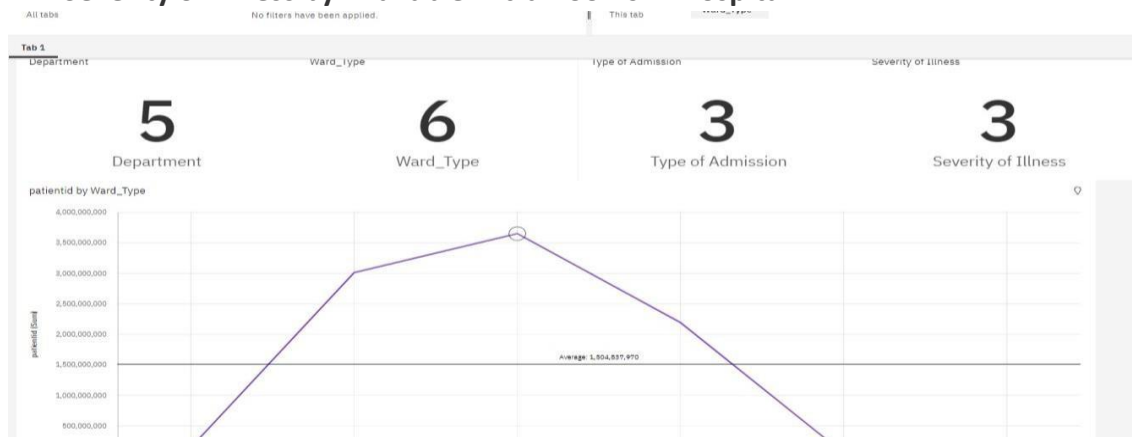 All tabs
No filters have been applied.
This tab
Ward_Type
Tab 1
Department
Ward_Type
Type of Admission
Severity of Illness
5
6
3
3
Department
Ward_Type
Type of Admission
Severity of Illness
patientid by Ward_Type
4,000,000,000
3,500,000,000
3,000,000,000
2,500,000,000
2,000,000,000
1,500,000,000
1,000,000,000
500,000,000
patientid (Sum)
Average: 1,504,837,970